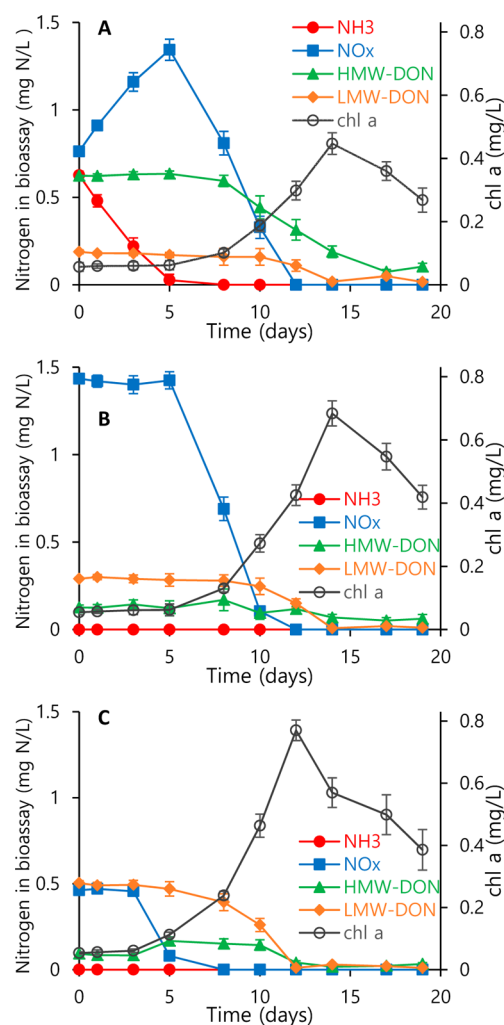 A
Nitrogen in bioassay (mg N/L)
1.5
1
0.5
0
NH3
NOx
HMW-DON
LMW-DON
chl a
0.8
0.6
0.4
0.2
0
chl a (mg/L)
0 5 10 15 20
Time (days)
B
Nitrogen in bioassay (mg N/L)
1.5
1
0.5
0
NH3
NOx
HMW-DON
LMW-DON
chl a
0.8
0.6
0.4
0.2
0
chl a (mg/L)
0 5 10 15 20
Time (days)
C
Nitrogen in bioassay (mg N/L)
1.5
1
0.5
0
NH3
NOx
HMW-DON
LMW-DON
chl a
0.8
0.6
0.4
0.2
0
chl a (mg/L)
0 5 10 15 20
Time (days)